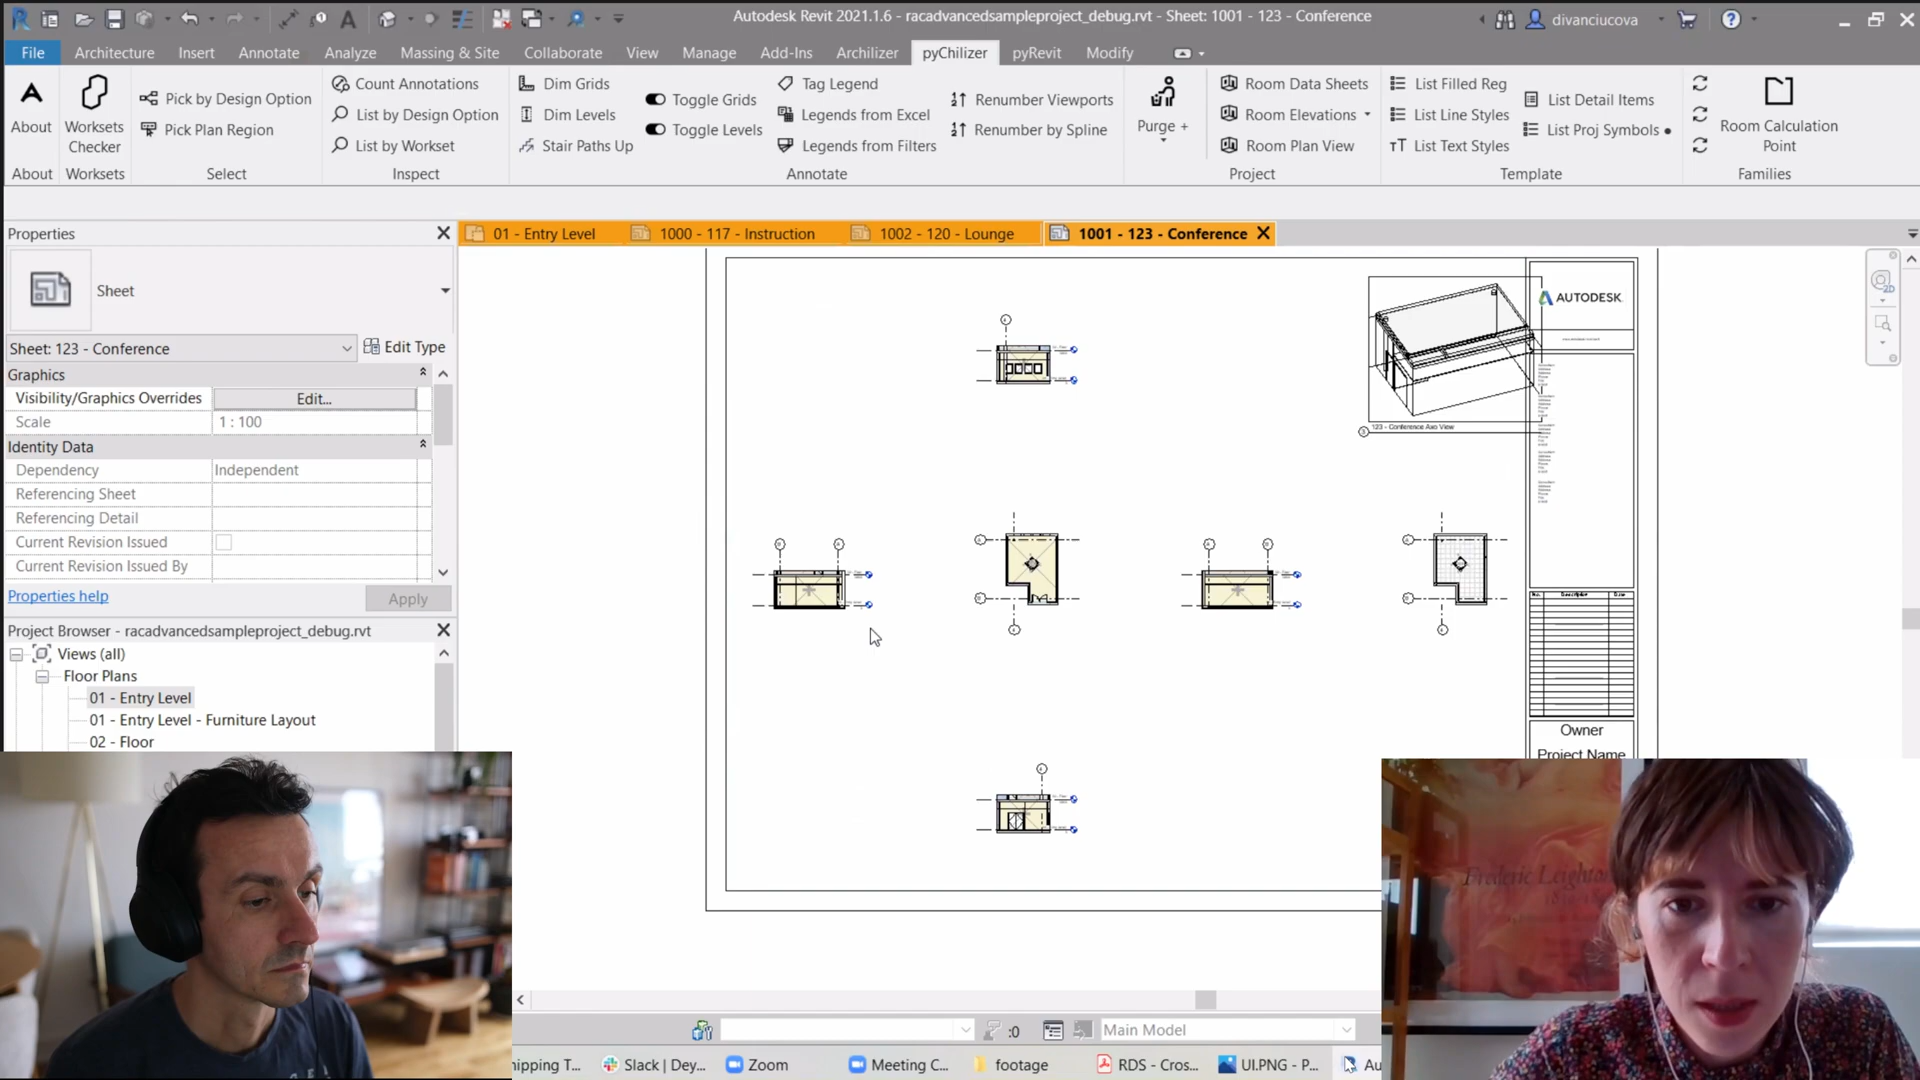 Autodesk Revit 2021.1.6 - racadvancedsampleproject_debug.rvt - Sheet: 1001 - 123 - Conference
divanciucova
File Architecture Insert Annotate Analyze Massing & Site Collaborate View Manage Add-Ins Archilizer pyChilizer pyRevit Modify
About
Worksets Checker
Pick by Design Option
Pick Plan Region
Count Annotations
List by Design Option
List by Workset
Dim Grids
Dim Levels
Stair Paths Up
Toggle Grids
Toggle Levels
Tag Legend
Legends from Excel
Legends from Filters
Renumber Viewports
Renumber by Spline
Purge +
Room Data Sheets
Room Elevations
Room Plan View
List Filled Reg
List Line Styles
List Text Styles
List Detail Items
List Proj Symbols
Room Calculation
Point
About Worksets Select Inspect Annotate Project Template Families
Properties
01 - Entry Level 1000 - 117 - Instruction 1002 - 120 - Lounge 1001 - 123 - Conference
Sheet
Sheet: 123 - Conference Edit Type
Graphics
Visibility/Graphics Overrides Edit...
Scale 1 : 100
Identity Data
Dependency Independent
Referencing Sheet
Referencing Detail
Current Revision Issued
Current Revision Issued By
Properties help Apply
Project Browser - racadvancedsampleproject_debug.rvt
Views (all)
Floor Plans
01 - Entry Level
01 - Entry Level - Furniture Layout
02 - Floor
AUTODESK
123 - Conference Axo View
Owner
Project Name
Frederic Leighto
:0
Main Model
hipping T...
Slack | Dey...
Zoom
Meeting C...
footage
RDS - Cros...
UI.PNG - P...
Au